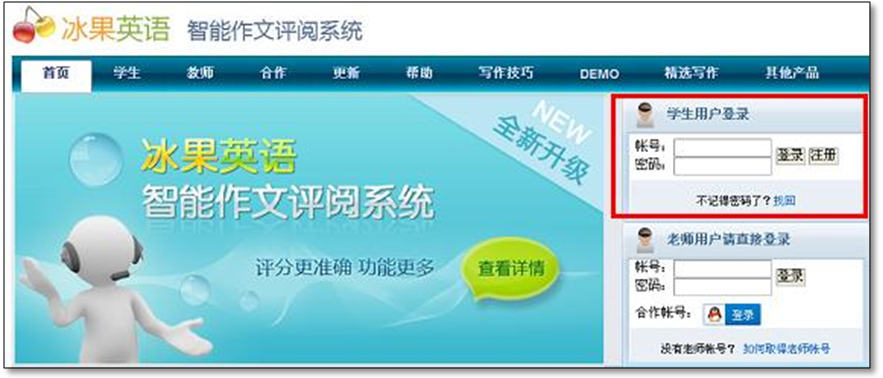 冰果英语 智能作文评阅系统
首页 学生 教师 合作 更新 帮助 写作技巧 DEMO 精选写作 其他产品
NEW
全新升级
冰果英语
智能作文评阅系统
评分更准确 功能更多
查看详情
学生用户登录
帐号：
密码：
登录 注册
不记得密码了？找回
老师用户请直接登录
帐号：
密码：
登录
合作帐号： 登录
没有老师帐号？ 如何取得老师帐号